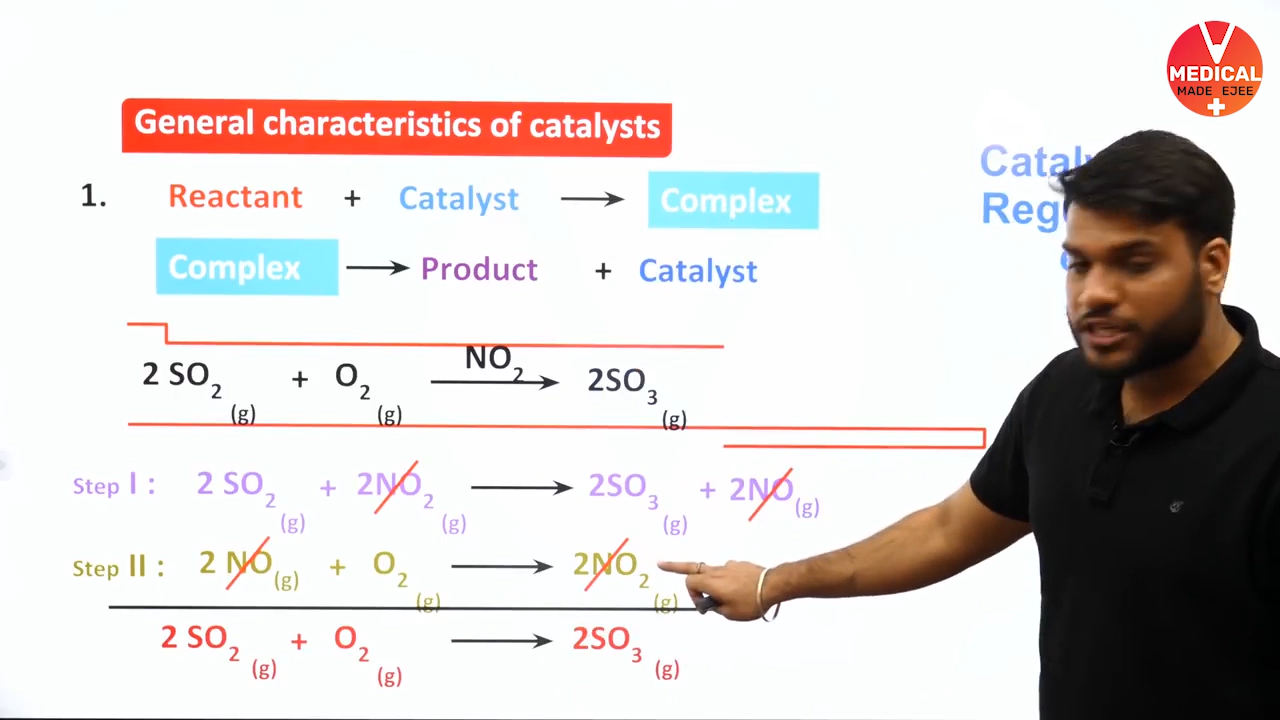 MEDICAL
MADE EJEE
General characteristics of catalysts
1. Reactant + Catalyst → Complex
Complex → Product + Catalyst
2 SO₂(g) + O₂(g) NO₂ → 2SO₃(g)
Step I : 2 SO₂(g) + 2NO₂(g) → 2SO₃(g) + 2NO(g)
Step II : 2 NO(g) + O₂(g) → 2NO₂(g)
2 SO₂(g) + O₂(g) → 2SO₃(g)